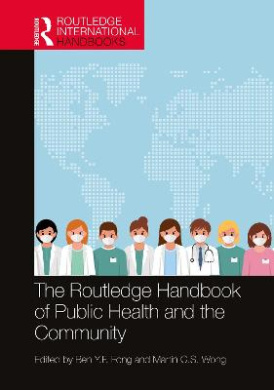 ROUTLEDGE
ROUTLEDGE
INTERNATIONAL
HANDBOOKS
The Routledge Handbook
of Public Health and the
Community
Edited by Ben Y.F. Fong and Martin C.S. Wong